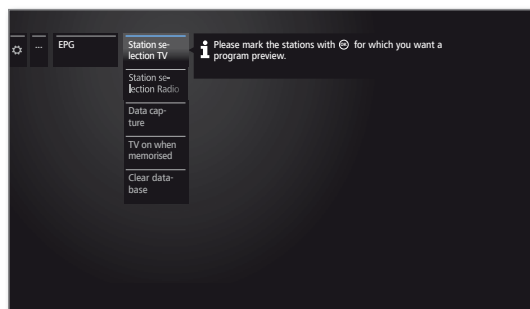 ...
EPG
Station se-
lection TV
Please mark the stations with OK for which you want a
program preview.
Station se-
lection Radio
Data cap-
ture
TV on when
memorised
Clear data-
base